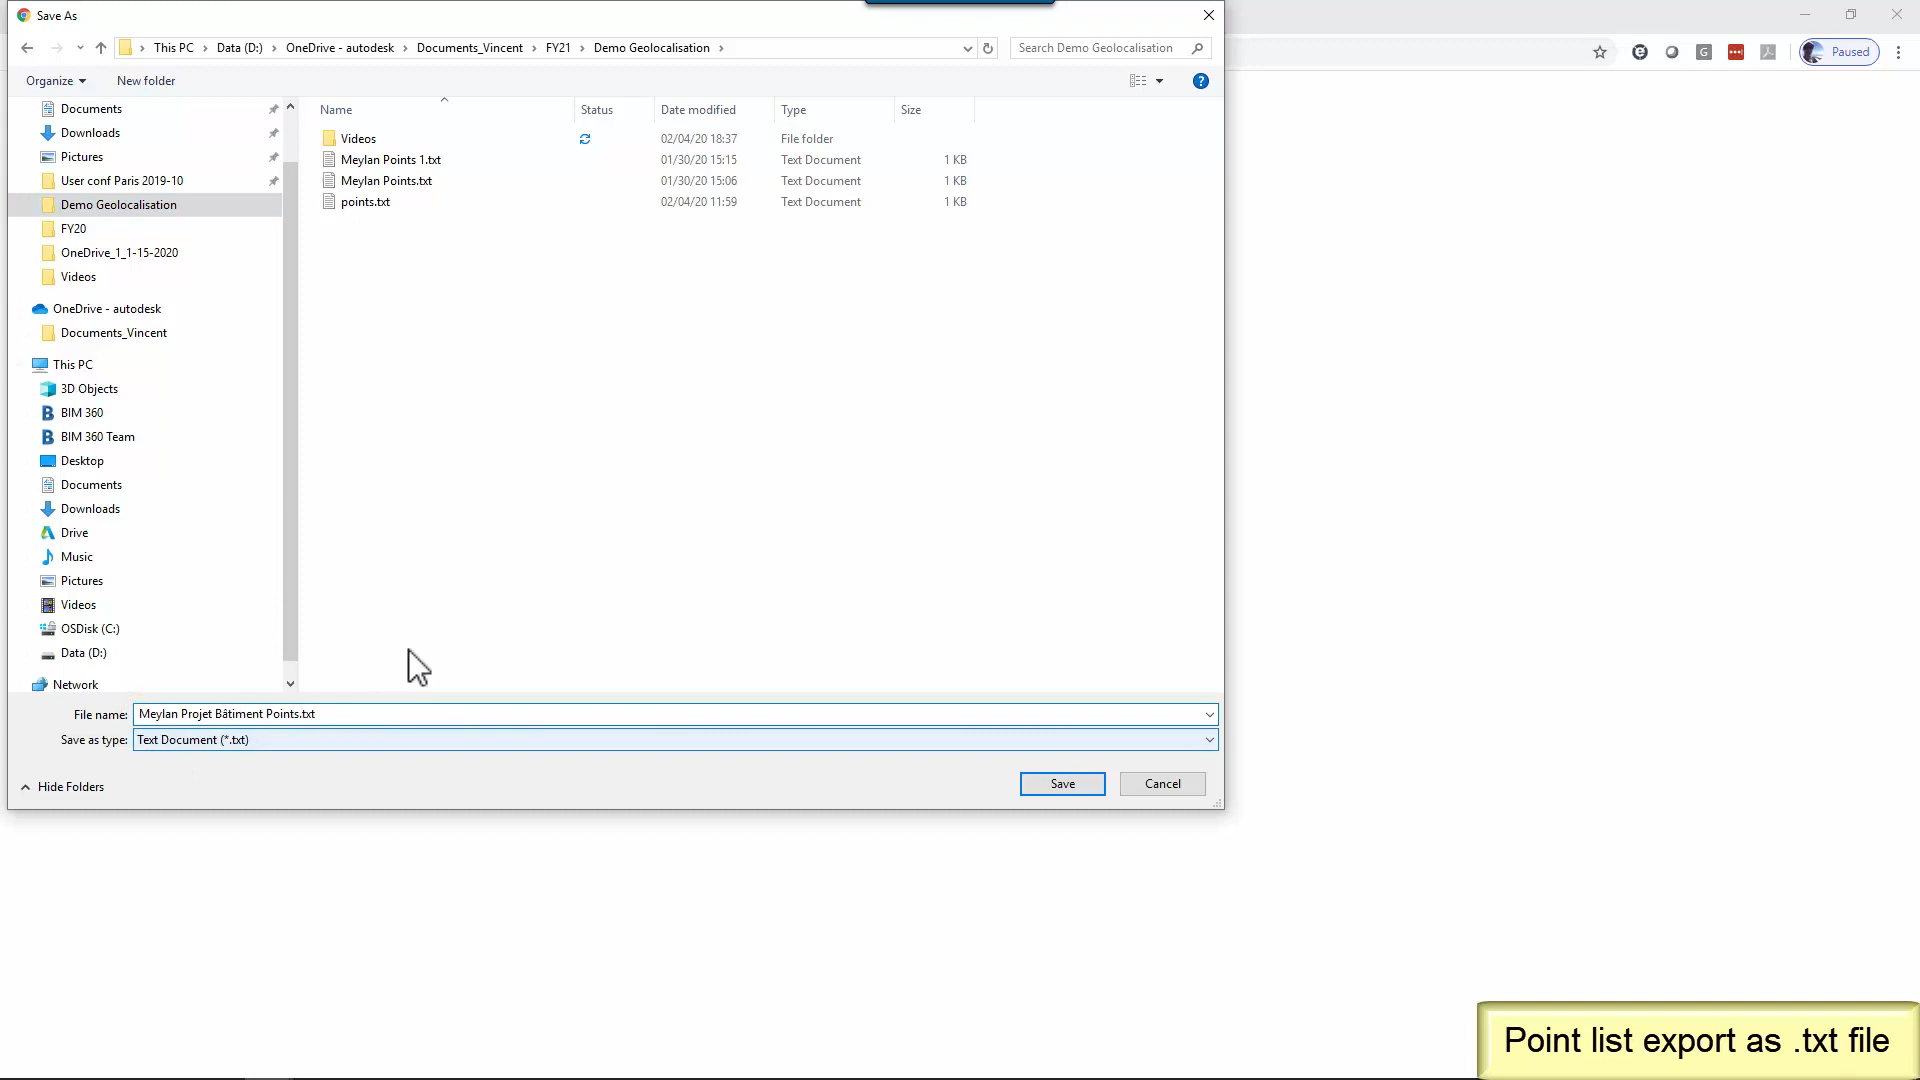 Save As
This PC > Data (D:) > OneDrive - autodesk > Documents_Vincent > FY21 > Demo Geolocalisation >
Search Demo Geolocalisation
Paused
Organize
New folder
Documents
Downloads
Pictures
User conf Paris 2019-10
Demo Geolocalisation
FY20
OneDrive_1_1-15-2020
Videos
OneDrive - autodesk
Documents_Vincent
This PC
3D Objects
BIM 360
BIM 360 Team
Desktop
Documents
Downloads
Drive
Music
Pictures
Videos
OSDisk (C:)
Data (D:)
Network
Name Status Date modified Type Size
Videos 02/04/20 18:37 File folder
Meylan Points 1.txt 01/30/20 15:15 Text Document 1 KB
Meylan Points.txt 01/30/20 15:06 Text Document 1 KB
points.txt 02/04/20 11:59 Text Document 1 KB
File name: Meylan Projet Bâtiment Points.txt
Save as type: Text Document (*.txt)
Hide Folders
Save
Cancel
Point list export as .txt file